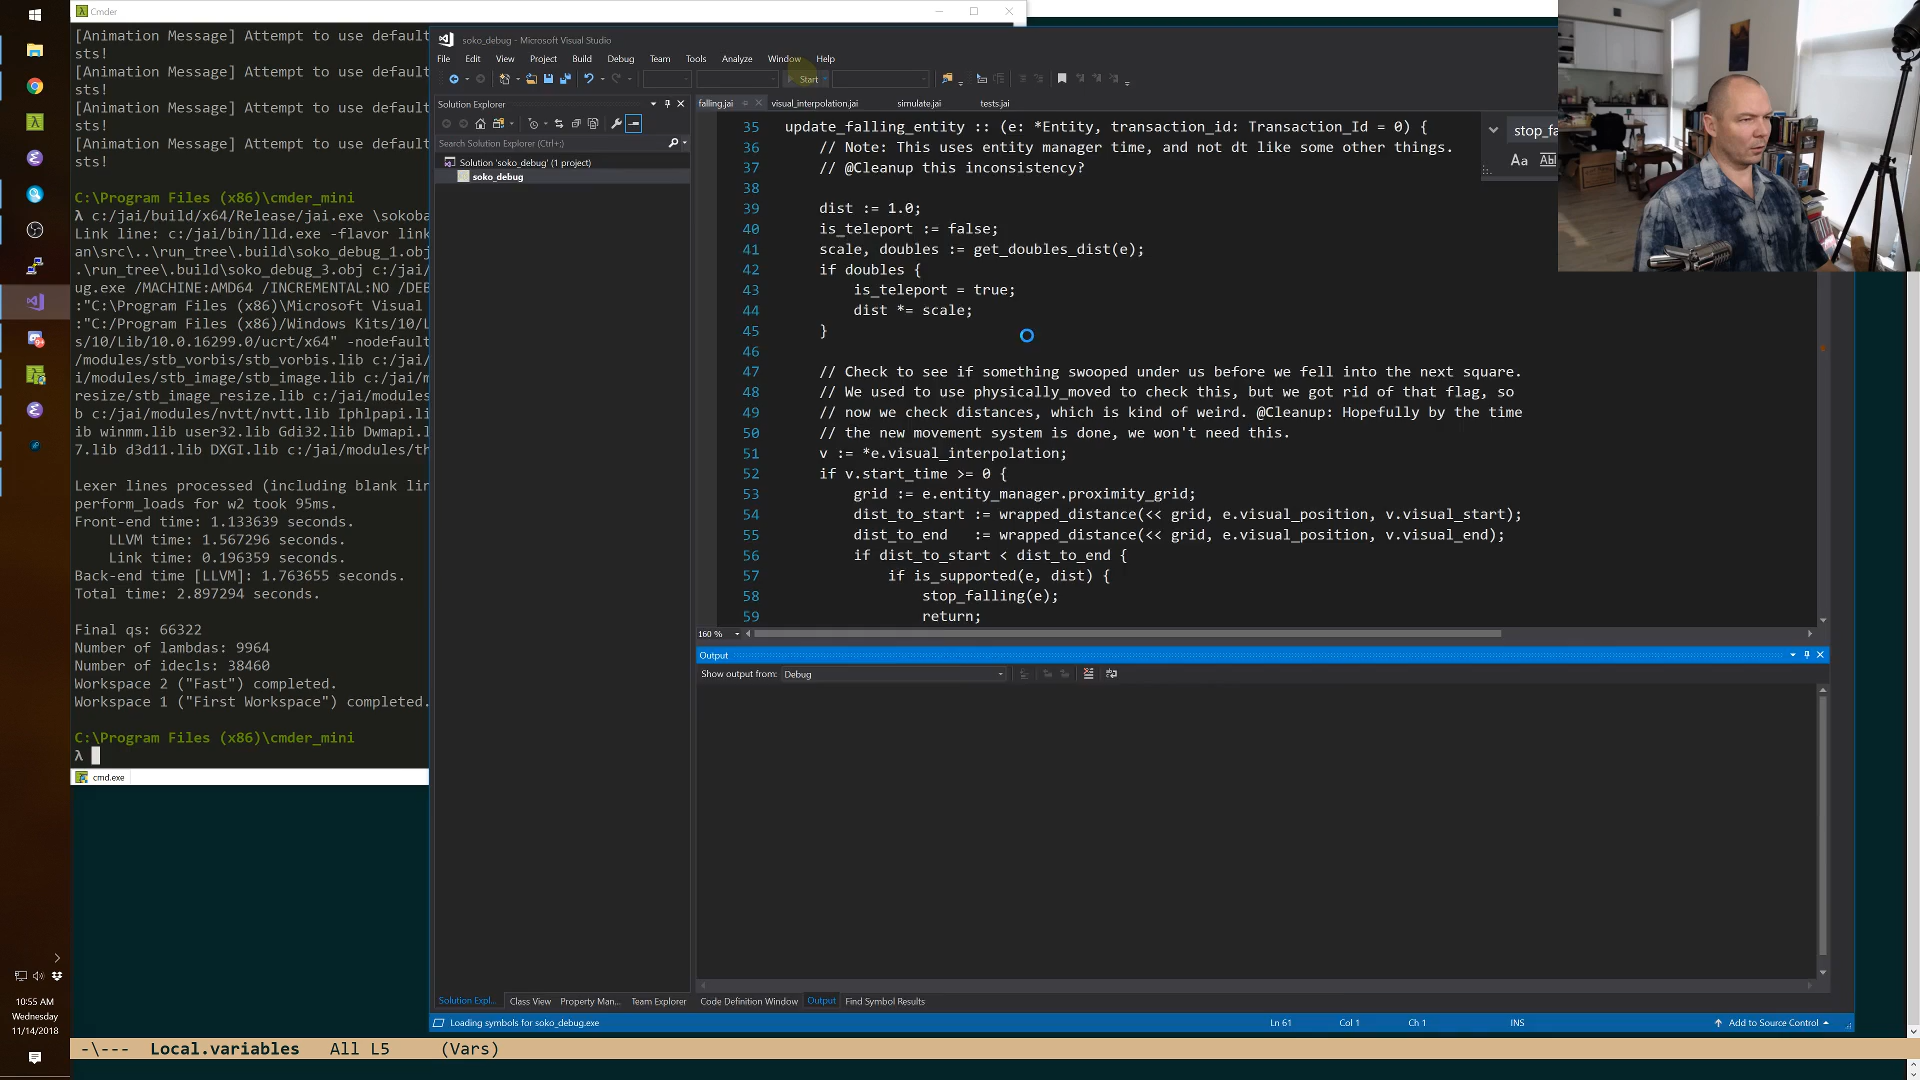 Cmder
[Animation Message] Attempt to use default
sts!
[Animation Message] Attempt to use default
sts!
[Animation Message] Attempt to use default
sts!
[Animation Message] Attempt to use default
sts!
C:\Program Files (x86)\cmder_mini
λ c:/jai/build/x64/Release/jai.exe \sokoba
Link line: c:/jai/bin/lld.exe -flavor link
an\src\..\run_tree\.build\soko_debug_1.obj
.\run_tree\.build\soko_debug_3.obj c:/jai/
ug.exe /MACHINE:AMD64 /INCREMENTAL:NO /DEB
:"C:\Program Files (x86)\Microsoft Visual
:"C:/Program Files (x86)/Windows Kits/10/L
s/10/Lib/10.0.16299.0/ucrt/x64" -nodefault
/modules/stb_vorbis/stb_vorbis.lib c:/jai/
i/modules/stb_image/stb_image.lib c:/jai/m
resize/stb_image_resize.lib c:/jai/modules
b c:/jai/modules/nvtt/nvtt.lib Iphlpapi.li
ib winmm.lib user32.lib Gdi32.lib Dwmapi.l
7.lib d3d11.lib DXGI.lib c:/jai/modules/th
Lexer lines processed (including blank lin
perform_loads for w2 took 95ms.
Front-end time: 1.133639 seconds.
LLVM time: 1.567296 seconds.
Link time: 0.196359 seconds.
Back-end time [LLVM]: 1.763655 seconds.
Total time: 2.897294 seconds.
Final qs: 66322
Number of lambdas: 9964
Number of idecls: 38460
Workspace 2 ("Fast") completed.
Workspace 1 ("First Workspace") completed.
C:\Program Files (x86)\cmder_mini
λ
cmd.exe
soko_debug - Microsoft Visual Studio
File Edit View Project Build Debug Team Tools Analyze Window Help
Start
Solution Explorer
Search Solution Explorer (Ctrl+;)
Solution 'soko_debug' (1 project)
soko_debug
falling.jai visual_interpolation.jai simulate.jai tests.jai
stop_fa
Aa Abl
35 update_falling_entity :: (e: *Entity, transaction_id: Transaction_Id = 0) {
36 // Note: This uses entity manager time, and not dt like some other things.
37 // @Cleanup this inconsistency?
38
39 dist := 1.0;
40 is_teleport := false;
41 scale, doubles := get_doubles_dist(e);
42 if doubles {
43 is_teleport = true;
44 dist *= scale;
45 }
46
47 // Check to see if something swooped under us before we fell into the next square.
48 // We used to use physically_moved to check this, but we got rid of that flag, so
49 // now we check distances, which is kind of weird. @Cleanup: Hopefully by the time
50 // the new movement system is done, we won't need this.
51 v := *e.visual_interpolation;
52 if v.start_time >= 0 {
53 grid := e.entity_manager.proximity_grid;
54 dist_to_start := wrapped_distance(<< grid, e.visual_position, v.visual_start);
55 dist_to_end := wrapped_distance(<< grid, e.visual_position, v.visual_end);
56 if dist_to_start < dist_to_end {
57 if is_supported(e, dist) {
58 stop_falling(e);
59 return;
160 %
Output
Show output from: Debug
Solution Expl... Class View Property Man... Team Explorer
Code Definition Window Output Find Symbol Results
Loading symbols for soko_debug.exe
Ln 61 Col 1 Ch 1 INS
Add to Source Control
10:55 AM
Wednesday
11/14/2018
-\--- Local.variables All L5 (Vars)